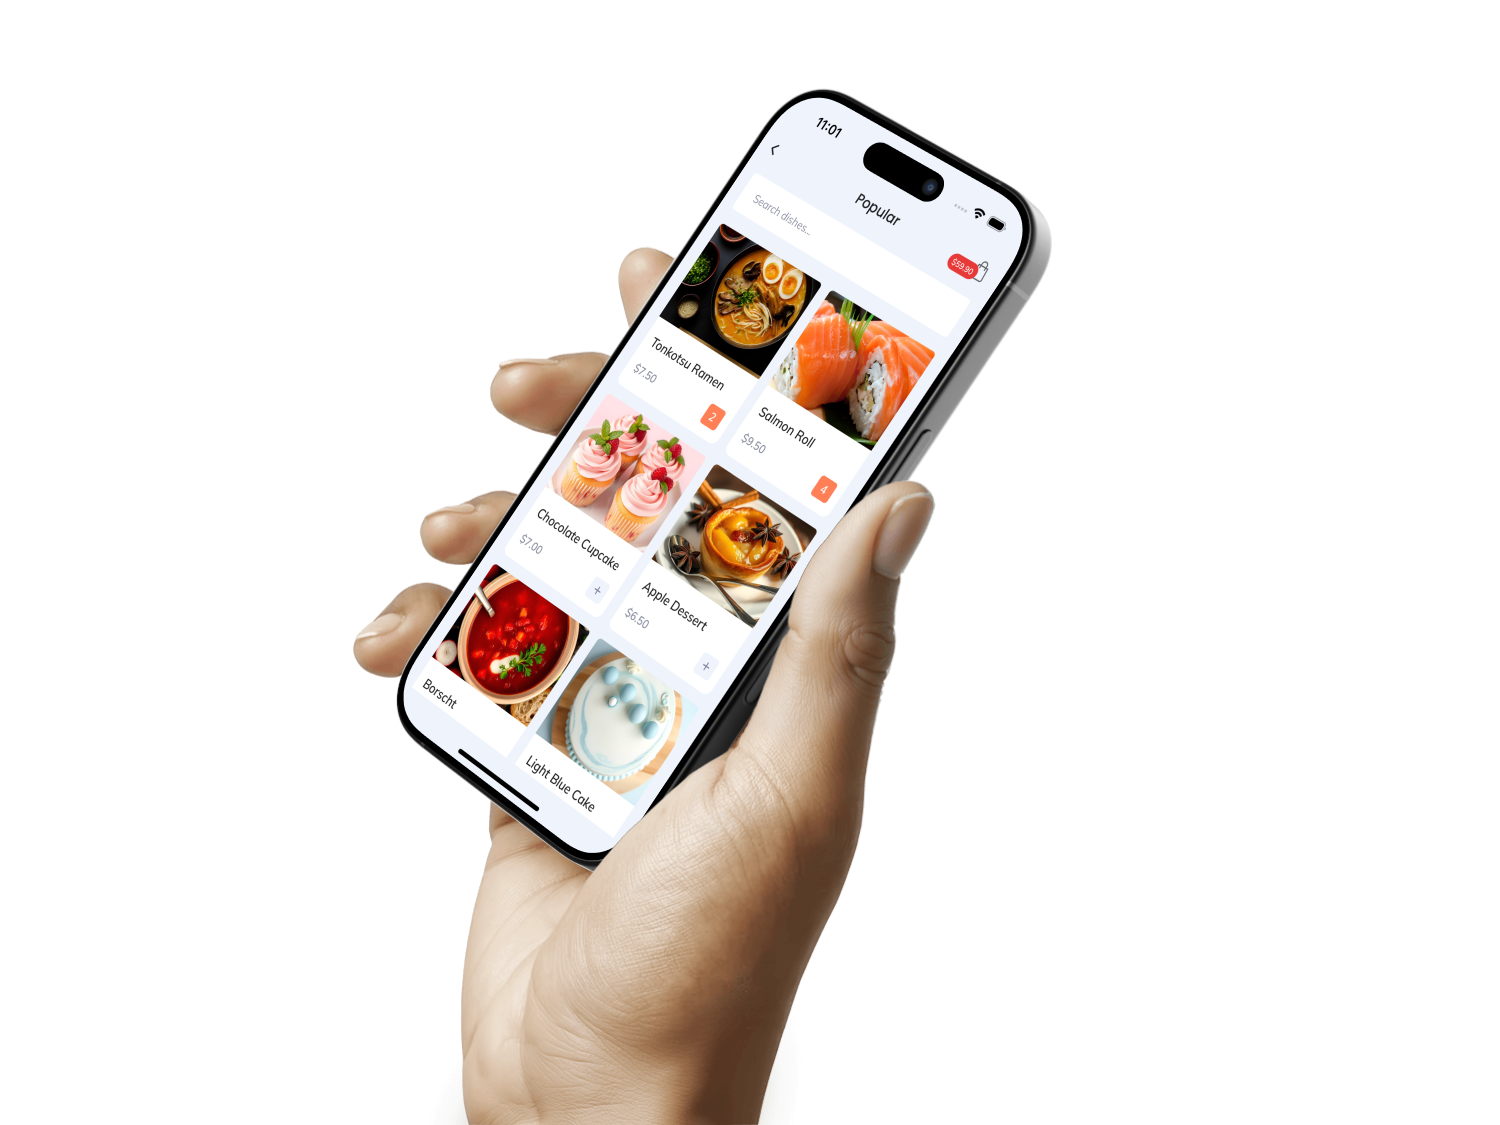 11:01
Popular
$59.90
Search dishes...
Tonkotsu Ramen
$7.50
2
Salmon Roll
$9.50
4
Chocolate Cupcake
$7.00
+
Apple Dessert
$6.50
+
Borscht
Light Blue Cake